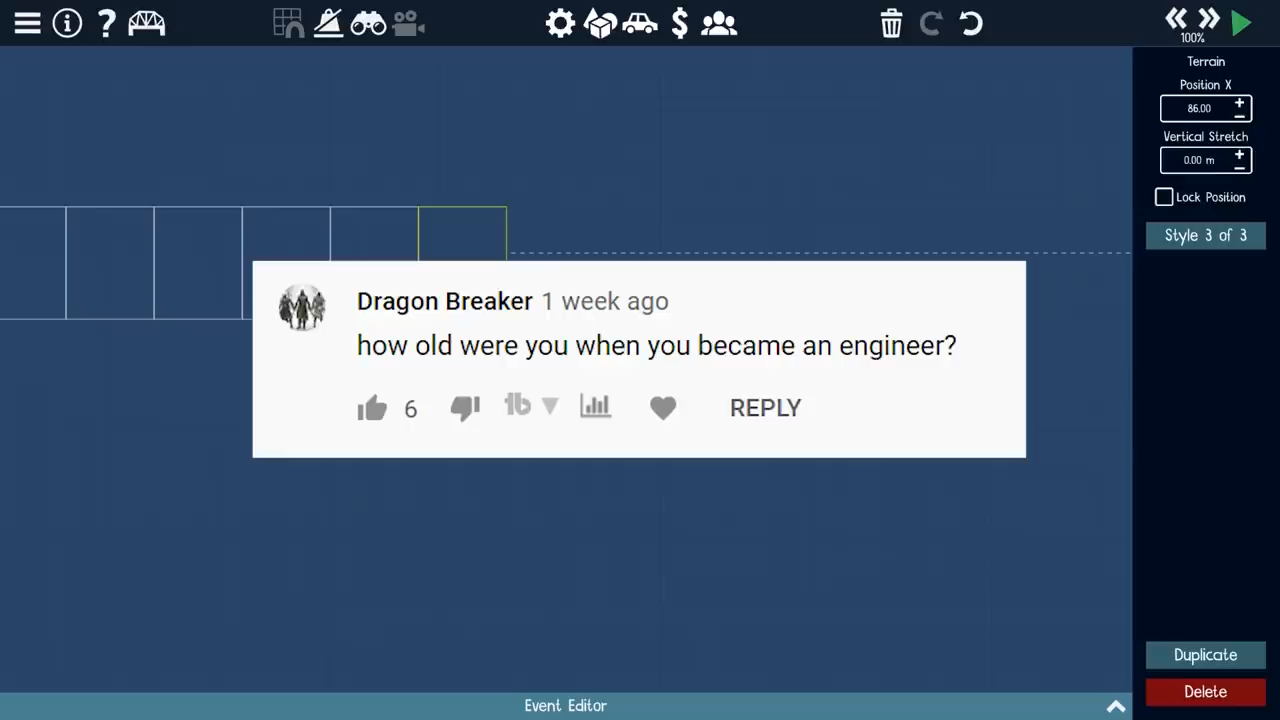 100%
Terrain
Position X
86.00
Vertical Stretch
0.00 m
Lock Position
Style 3 of 3
Dragon Breaker 1 week ago
how old were you when you became an engineer?
6
REPLY
Duplicate
Delete
Event Editor